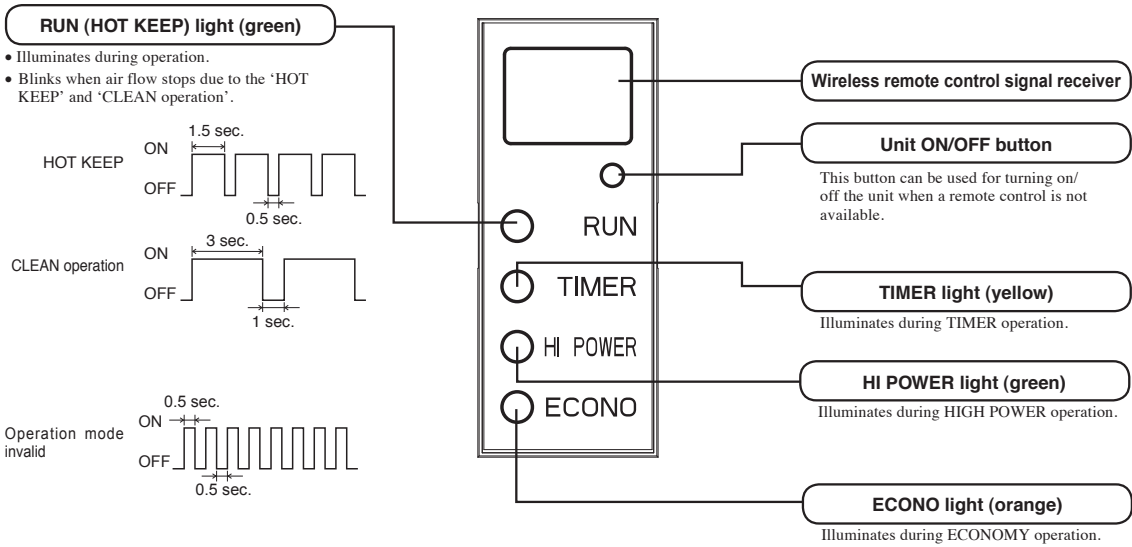 RUN (HOT KEEP) light (green)
• Illuminates during operation.
• Blinks when air flow stops due to the ‘HOT
KEEP’ and ‘CLEAN operation’.
HOT KEEP
ON
OFF
1.5 sec.
0.5 sec.
CLEAN operation
ON
OFF
3 sec.
1 sec.
Operation mode
invalid
ON
OFF
0.5 sec.
0.5 sec.
RUN
TIMER
HI POWER
ECONO
Wireless remote control signal receiver
Unit ON/OFF button
This button can be used for turning on/
off the unit when a remote control is not
available.
TIMER light (yellow)
Illuminates during TIMER operation.
HI POWER light (green)
Illuminates during HIGH POWER operation.
ECONO light (orange)
Illuminates during ECONOMY operation.